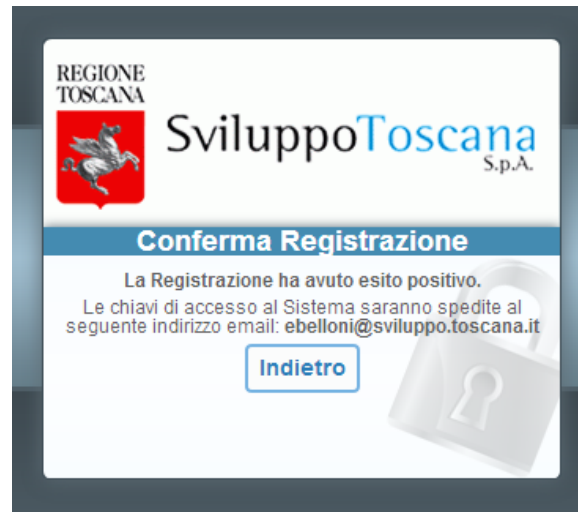 REGIONE
TOSCANA
SviluppoToscana
S.p.A.
Conferma Registrazione
La Registrazione ha avuto esito positivo.
Le chiavi di accesso al Sistema saranno spedite al
seguente indirizzo email: ebelloni@sviluppo.toscana.it
Indietro